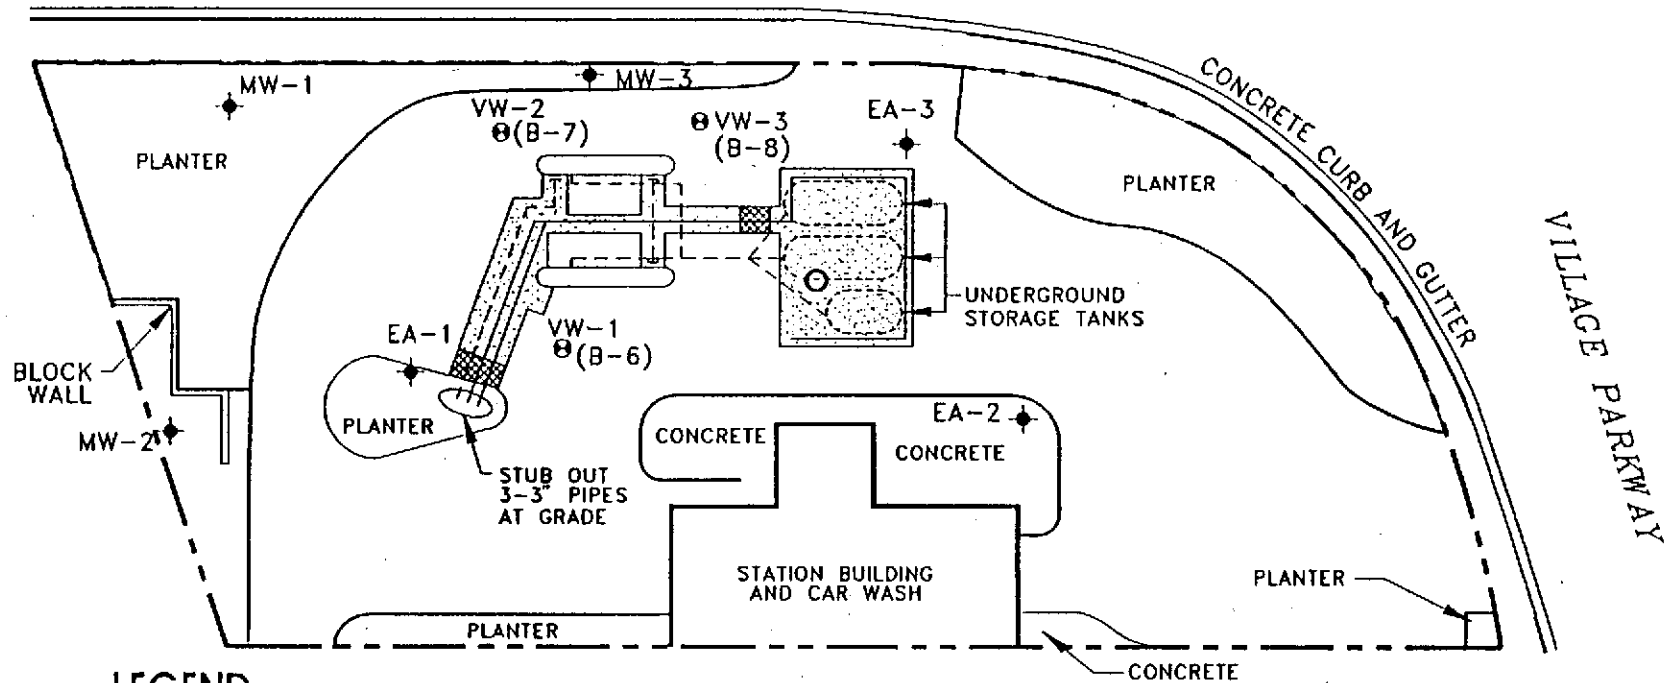 MW-1
MW-3
VW-2
(B-7)
VW-3
(B-8)
EA-3
PLANTER
PLANTER
CONCRETE CURB AND GUTTER
VILLAGE PARKWAY
UNDERGROUND
STORAGE TANKS
EA-1
VW-1
(B-6)
BLOCK
WALL
MW-2
PLANTER
EA-2
CONCRETE
CONCRETE
STUB OUT
3-3" PIPES
AT GRADE
STATION BUILDING
AND CAR WASH
PLANTER
PLANTER
CONCRETE
LEGEND